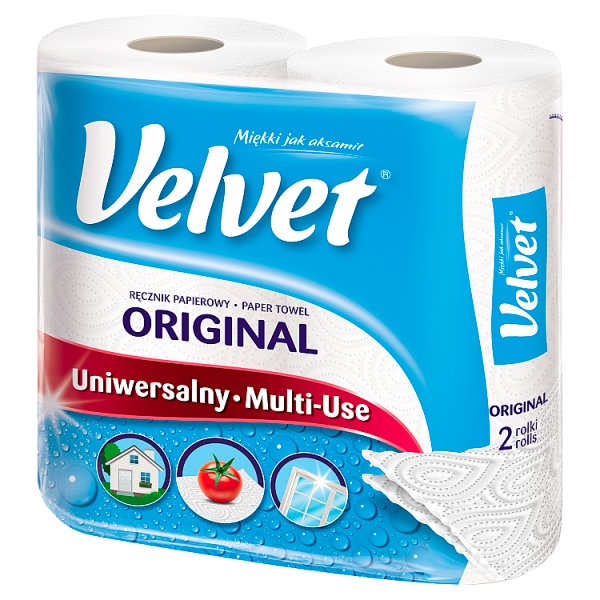 Miękki jak aksamit
Velvet®
RĘCZNIK PAPIEROWY • PAPER TOWEL
ORIGINAL
Uniwersalny • Multi-Use
Miękki jak aksamit
Velvet®
ORIGINAL
2 rolki
rolls